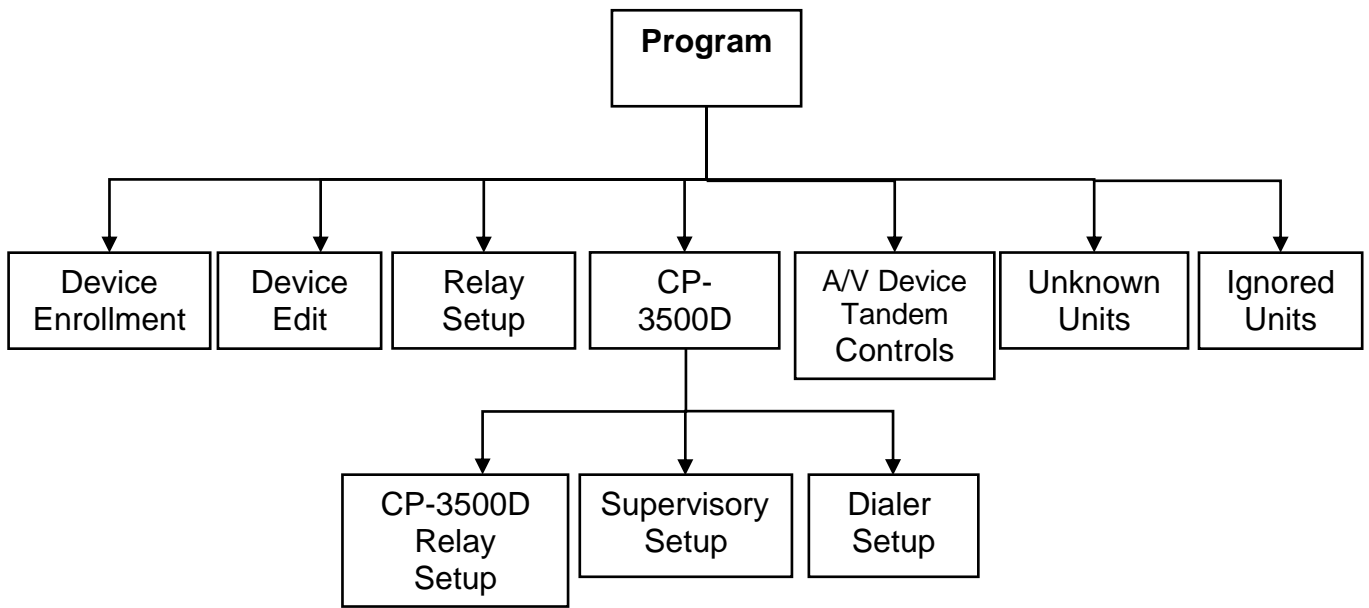 Program
Device
Enrollment
Device
Edit
Relay
Setup
CP-
3500D
A/V Device
Tandem
Controls
Unknown
Units
Ignored
Units
CP-3500D
Relay
Setup
Supervisory
Setup
Dialer
Setup